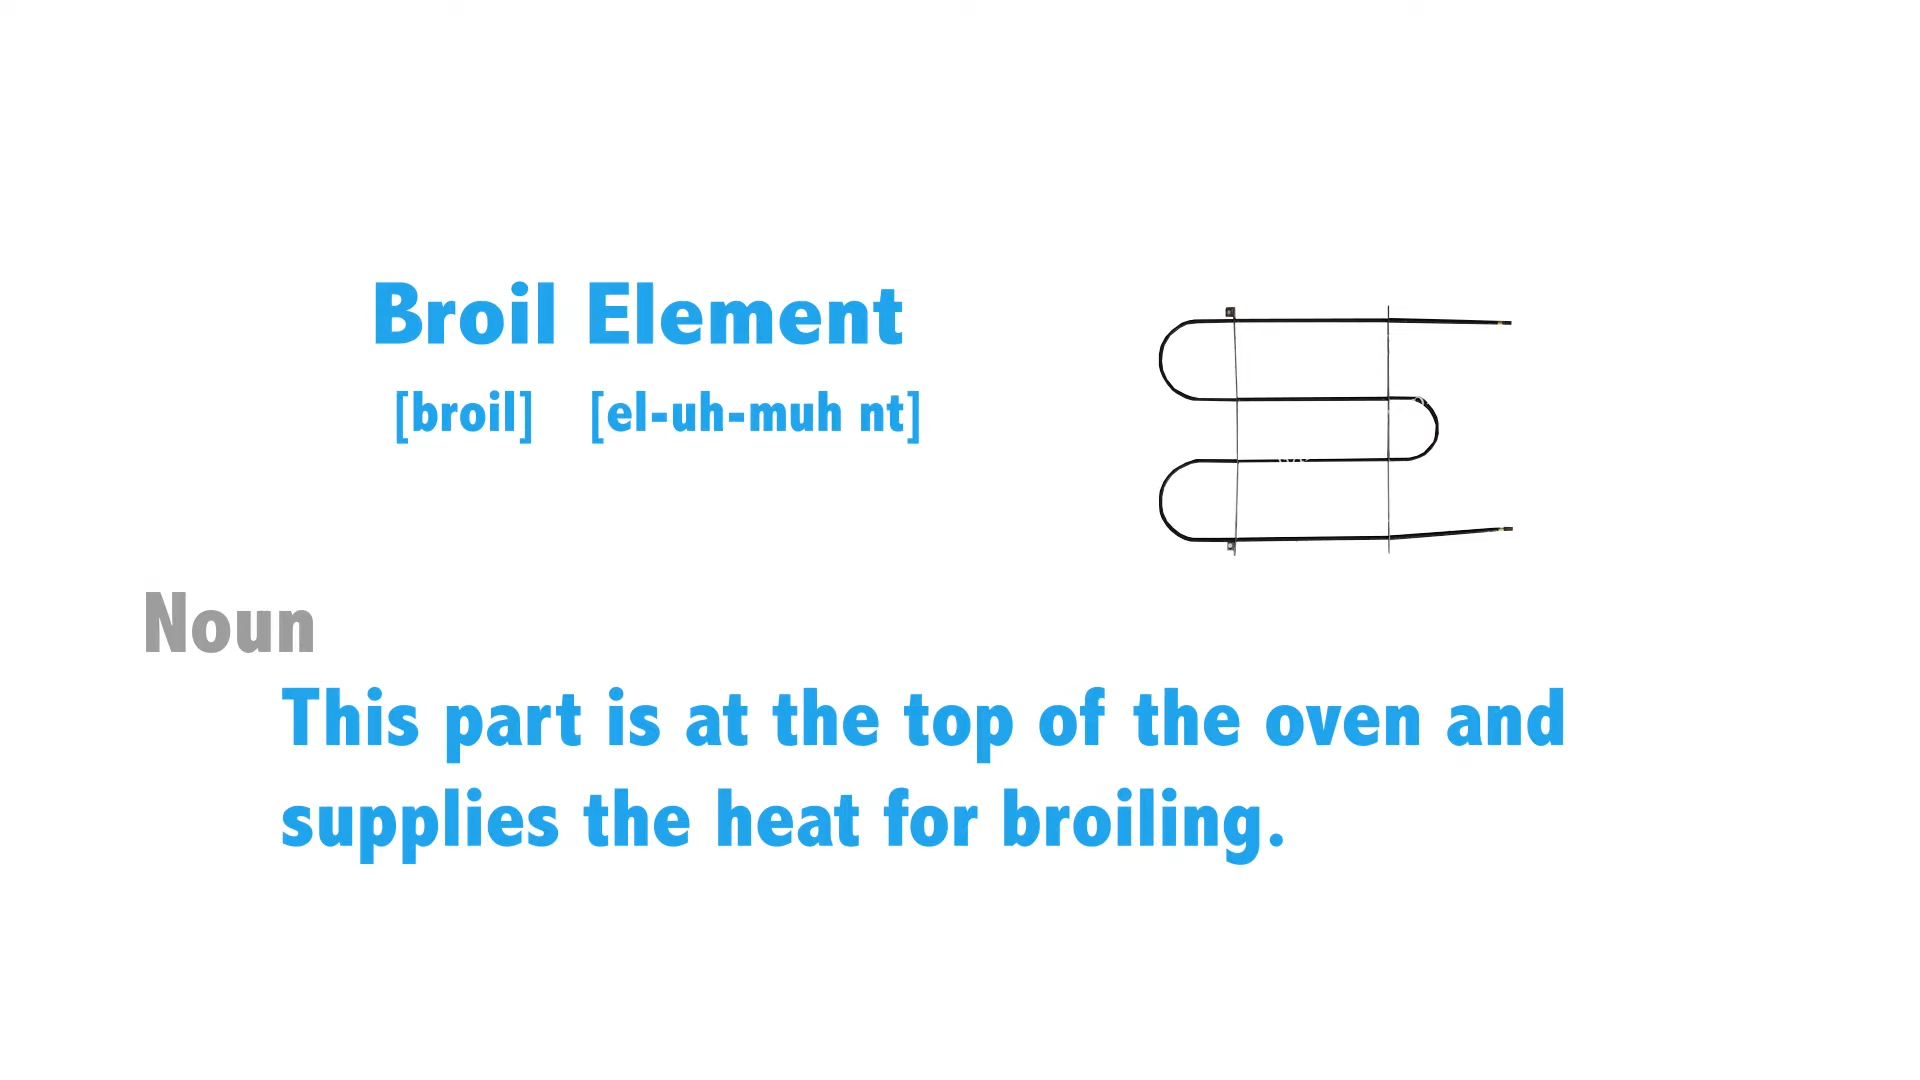 Broil Element
[broil] [el-uh-muh nt]
Noun
This part is at the top of the oven and
supplies the heat for broiling.